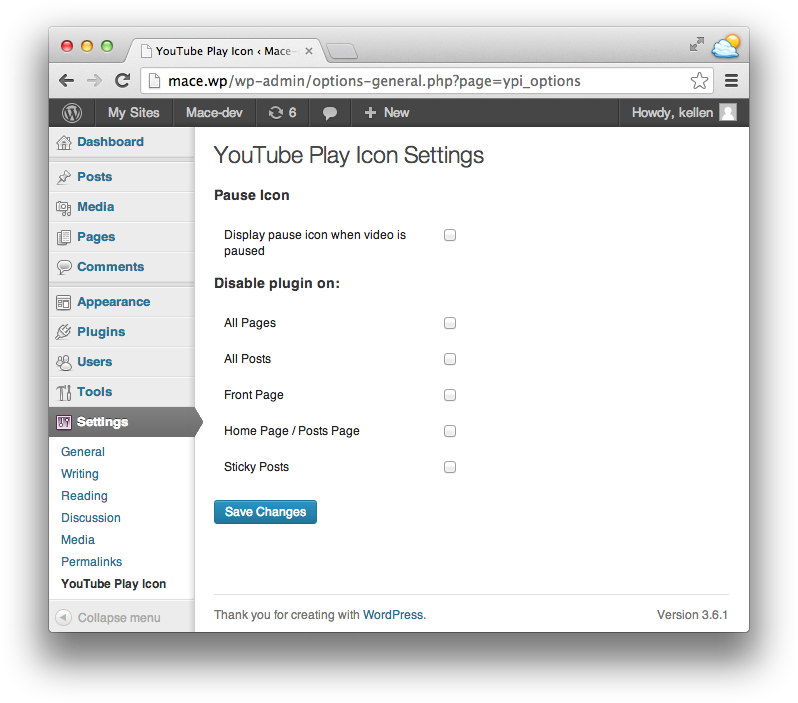 YouTube Play Icon ‹ Mace-
mace.wp/wp-admin/options-general.php?page=ypi_options
My Sites Mace-dev 6 + New Howdy, kellen
Dashboard
Posts
Media
Pages
Comments
Appearance
Plugins
Users
Tools
Settings
General
Writing
Reading
Discussion
Media
Permalinks
YouTube Play Icon
Collapse menu
YouTube Play Icon Settings
Pause Icon
Display pause icon when video is
paused
Disable plugin on:
All Pages
All Posts
Front Page
Home Page / Posts Page
Sticky Posts
Save Changes
Thank you for creating with WordPress. Version 3.6.1